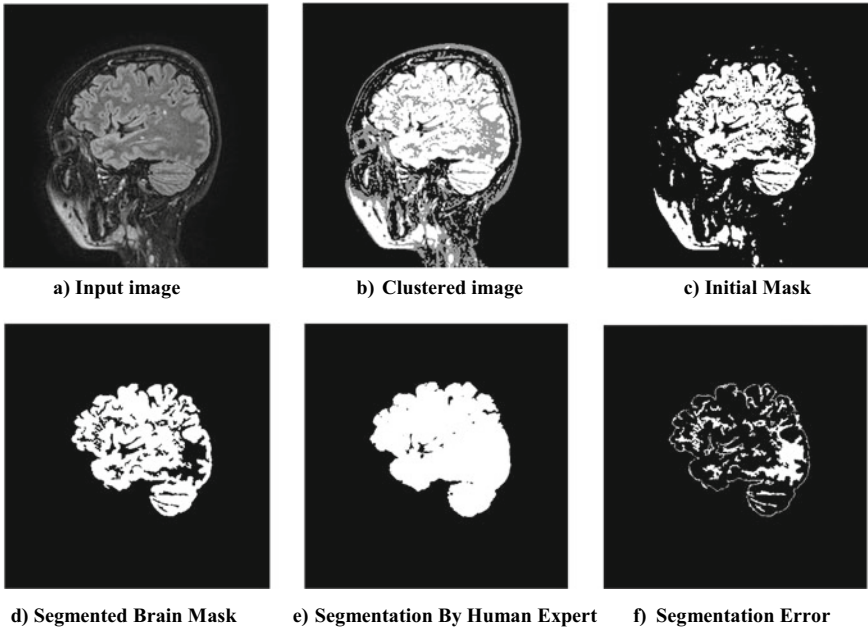 a) Input image
b) Clustered image
c) Initial Mask
d) Segmented Brain Mask
e) Segmentation By Human Expert
f) Segmentation Error